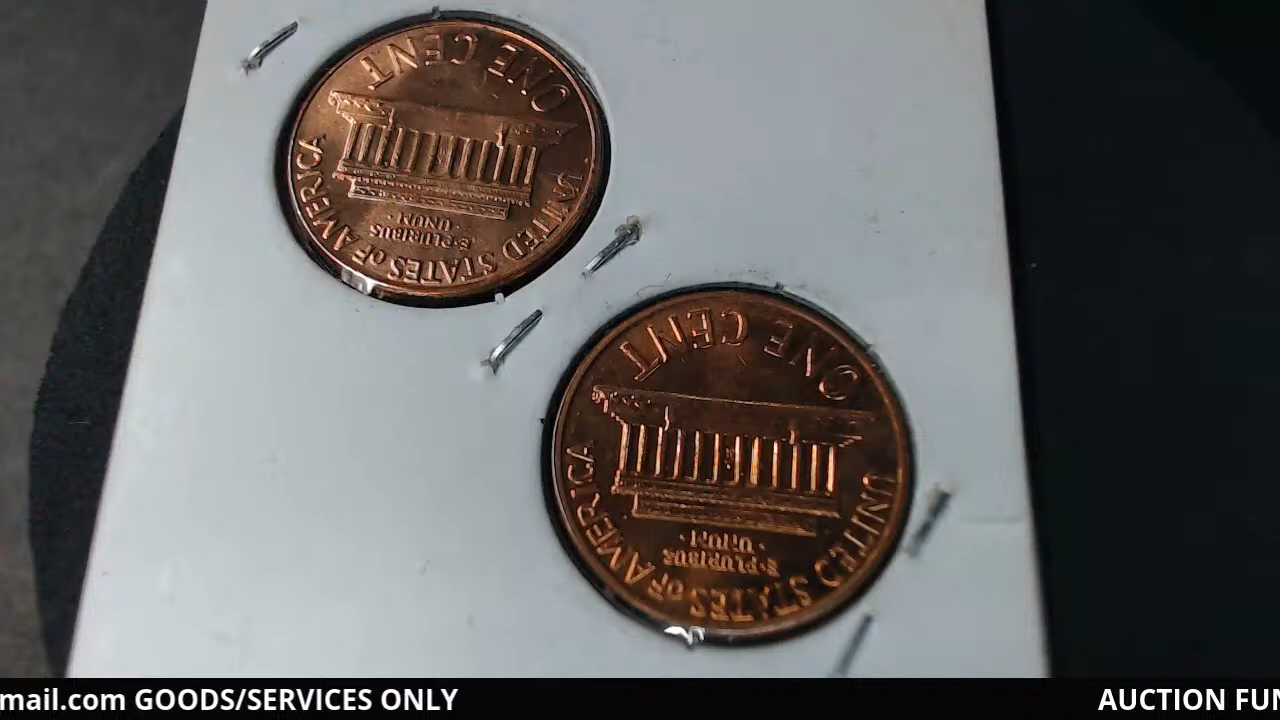 ONE CENT
UNITED STATES OF AMERICA
E·PLURIBUS
·UNUM·
ONE CENT
UNITED STATES OF AMERICA
E·PLURIBUS
·UNUM·
mail.com GOODS/SERVICES ONLY
AUCTION FUN